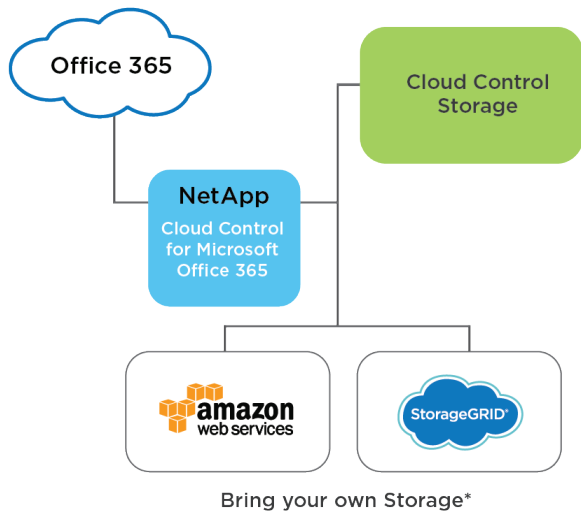 Office 365
Cloud Control
Storage
NetApp
Cloud Control
for Microsoft
Office 365
amazon
web services
StorageGRID®
Bring your own Storage*